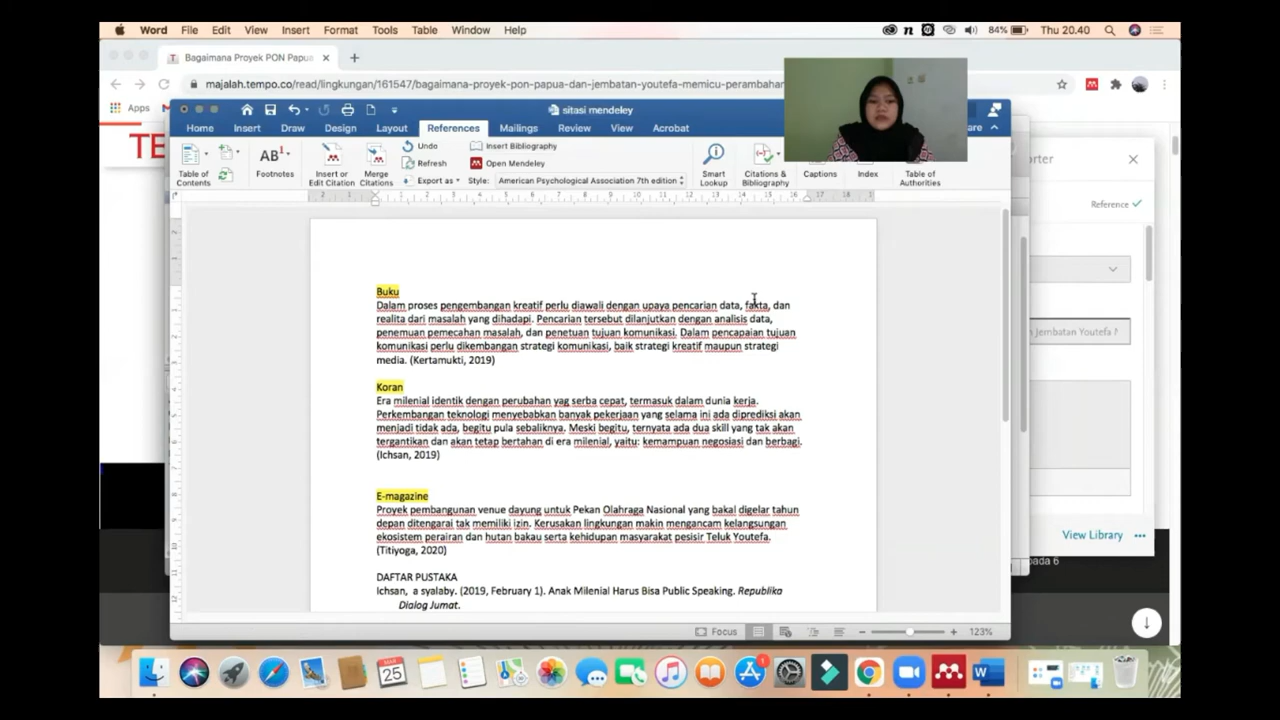 Word File Edit View Insert Format Tools Table Window Help 84% Thu 20.40
Bagaimana Proyek PON Papua
majalah.tempo.co/read/lingkungan/161547/bagaimana-proyek-pon-papua-dan-jembatan-youtefa-memicu-perambahan
Apps
sitasi mendeley
Home Insert Draw Design Layout References Mailings Review View Acrobat
TE
Table of Contents
AB1
Footnotes
Insert or Edit Citation
Merge Citations
Undo
Refresh
Export as
Insert Bibliography
Open Mendeley
Style: American Psychological Association 7th edition
Smart Lookup
Citations & Bibliography
Captions
Index
Table of Authorities
Reference
Buku
Dalam proses pengembangan kreatif perlu diawali dengan upaya pencarian data, fakta, dan
realita dari masalah yang dihadapi. Pencarian tersebut dilanjutkan dengan analisis data,
penemuan pemecahan masalah, dan penetuan tujuan komunikasi. Dalam pencapaian tujuan
komunikasi perlu dikembangan strategi komunikasi, baik strategi kreatif maupun strategi
media. (Kertamukti, 2019)
Koran
Era milenial identik dengan perubahan yag serba cepat, termasuk dalam dunia kerja.
Perkembangan teknologi menyebabkan banyak pekerjaan yang selama ini ada diprediksi akan
menjadi tidak ada, begitu pula sebaliknya. Meski begitu, ternyata ada dua skill yang tak akan
tergantikan dan akan tetap bertahan di era milenial, yaitu: kemampuan negosiasi dan berbagi.
(Ichsan, 2019)
E-magazine
Proyek pembangunan venue dayung untuk Pekan Olahraga Nasional yang bakal digelar tahun
depan ditengarai tak memiliki izin. Kerusakan lingkungan makin mengancam kelangsungan
ekosistem perairan dan hutan bakau serta kehidupan masyarakat pesisir Teluk Youtefa.
(Titiyoga, 2020)
DAFTAR PUSTAKA
Ichsan, a syalaby. (2019, February 1). Anak Milenial Harus Bisa Public Speaking. Republika
Dialog Jumat.
Jembatan Youtefa
View Library
pada 6
Focus
123%
MAR
25